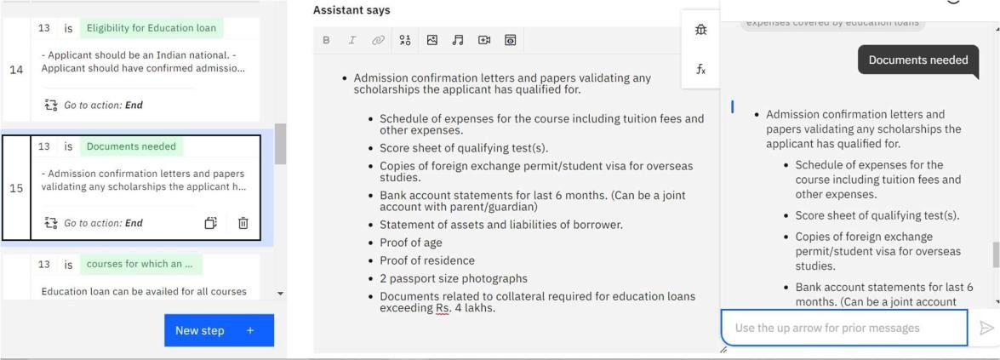 13 is Eligibility for Education loan
14
- Applicant should be an Indian national. -
Applicant should have confirmed admissio...
Go to action: End
13 is Documents needed
15
- Admission confirmation letters and papers
validating any scholarships the applicant h...
Go to action: End
13 is courses for which an ...
Education loan can be availed for all courses
New step +
Assistant says
B I
• Admission confirmation letters and papers validating any
scholarships the applicant has qualified for.
• Schedule of expenses for the course including tuition fees and
other expenses.
• Score sheet of qualifying test(s).
• Copies of foreign exchange permit/student visa for overseas
studies.
• Bank account statements for last 6 months. (Can be a joint
account with parent/guardian)
• Statement of assets and liabilities of borrower.
• Proof of age
• Proof of residence
• 2 passport size photographs
• Documents related to collateral required for education loans
exceeding Rs. 4 lakhs.
fx
expenses covered by education loans
Documents needed
• Admission confirmation letters and
papers validating any scholarships the
applicant has qualified for.
• Schedule of expenses for the
course including tuition fees and
other expenses.
• Score sheet of qualifying test(s).
• Copies of foreign exchange
permit/student visa for overseas
studies.
• Bank account statements for last 6
months. (Can be a joint account
Use the up arrow for prior messages